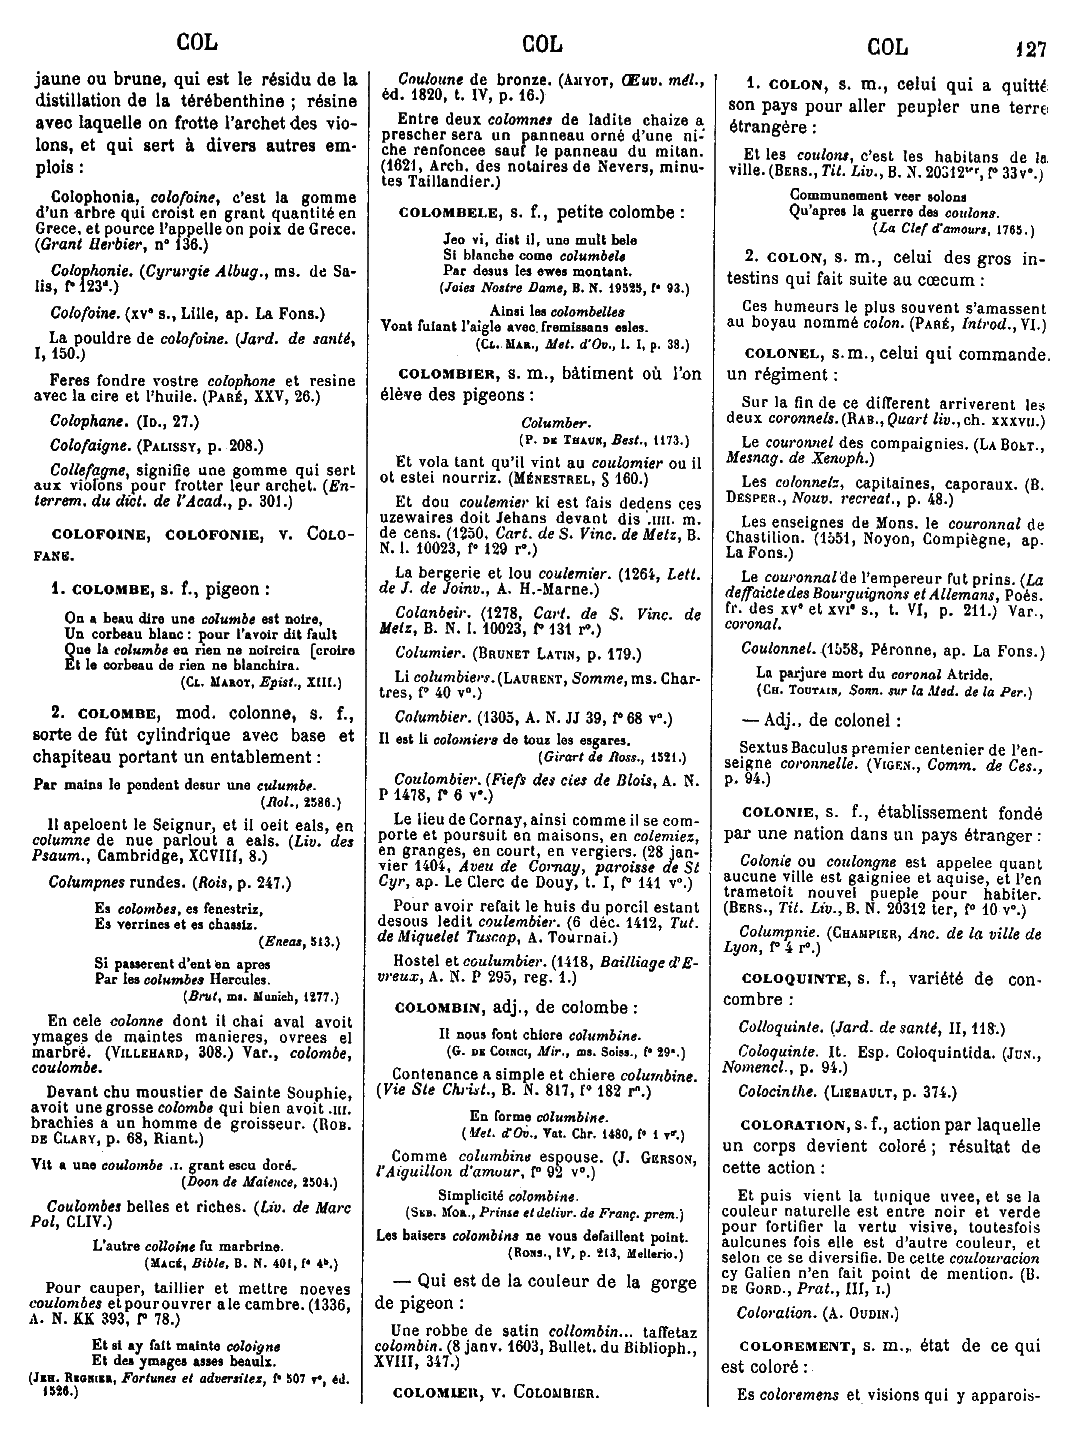 COL
COL
COL 127
jaune ou brune, qui est le résidu de la
distillation de la térébenthine ; résine
avec laquelle on frotte l'archet des vio-
lons, et qui sert à divers autres em-
plois :
Colophonia, colofoine, c'est la gomme
d'un arbre qui croist en grant quantité en
Grece, et pource l'appelle on poix de Grece.
(Grant Herbier, n° 136.)
Colophonie. (Cyrurgie Albug., ms. de Sa-
lis, f° 123ᵈ.)
Colofoine. (xvᵉ s., Lille, ap. La Fons.)
La pouldre de colofoine. (Jard. de santé,
I, 150.)
Feres fondre vostre colophone et resine
avec la cire et l'huile. (PARÉ, XXV, 26.)
Colophane. (ID., 27.)
Colofaigne. (PALISSY, p. 208.)
Collefagne, signifie une gomme qui sert
aux violons pour frotter leur archet. (En-
terrem. du dict. de l'Acad., p. 301.)
COLOFOINE, COLOFONIE, V. COLO-
FANE.
1. COLOMBE, s. f., pigeon :
On a beau dire une columbe est noire,
Un corbeau blanc : pour l'avoir dit fault
Que la columbe en rien ne noircira [croire
Et le corbeau de rien ne blanchira.
(CL. MAROT, Epist., XIII.)
2. COLOMBE, mod. colonne, s. f.,
sorte de fût cylindrique avec base et
chapiteau portant un entablement :
Par mains le pendent desur une culumbe.
(Rol., 2586.)
Il apeloent le Seignur, et il oeit eals, en
columne de nue parlout a eals. (Liv. des
Psaum., Cambridge, XCVIII, 8.)
Columpnes rundes. (Rois, p. 247.)
Es colombes, es fenestriz,
Es verrines et es chassiz.
(Eneas, 513.)
Si passerent d'ent en apres
Par les columbes Hercules.
(Brut, ms. Munich, 1277.)
En cele colonne dont il chai aval avoit
ymages de maintes manieres, ovrees el
marbré. (VILLEHARD, 308.) Var., colombe,
coulombe.
Devant chu moustier de Sainte Souphie,
avoit une grosse colombe qui bien avoit .III.
brachies a un homme de groisseur. (ROB.
DE CLARY, p. 68, Riant.)
Vit a une coulombe .I. grant escu doré.
(Doon de Maience, 2504.)
Coulombes belles et riches. (Liv. de Marc
Pol, CLIV.)
L'autre colloine fu marbrine.
(MACÉ, Bible, B. N. 401, f° 4ᵇ.)
Pour cauper, taillier et mettre noeves
coulombes et pour ouvrer a le cambre. (1336,
A. N. KK 393, f° 78.)
Et si ay fait mainte coloigne
Et des ymages asses beaulx.
(JEH. REGNIER, Fortunes et adversitez, f° 507 r°, éd.
1526.)
Couloune de bronze. (AMYOT, Œuv. mél.,
éd. 1820, t. IV, p. 16.)
Entre deux colomnes de ladite chaize a
prescher sera un panneau orné d'une ni-
che renfoncee sauf le panneau du mitan.
(1621, Arch. des notaires de Nevers, minu-
tes Taillandier.)
COLOMBELE, s. f., petite colombe :
Jeo vi, dist il, une mult bele
Si blanche come columbele
Par desus les ewes montant.
(Joies Nostre Dame, B. N. 19525, f° 93.)
Ainsi les colombelles
Vont fuiant l'aigle avec fremissans esles.
(CL. MAR., Met. d'Ov., l. I, p. 38.)
COLOMBIER, s. m., bâtiment où l'on
élève des pigeons :
Columber.
(P. DE THAUN, Best., 1173.)
Et vola tant qu'il vint au coulomier ou il
ot estei nourriz. (MÉNESTREL, § 160.)
Et dou coulemier ki est fais dedens ces
uzewaires doit Jehans devant dis .IIII. m.
de cens. (1250, Cart. de S. Vinc. de Metz, B.
N. l. 10023, f° 129 r°.)
La bergerie et lou coulemier. (1264, Lett.
de J. de Joinv., A. H.-Marne.)
Colanbeir. (1278, Cart. de S. Vinc. de
Metz, B. N. l. 10023, f° 131 r°.)
Columier. (BRUNET LATIN, p. 179.)
Li columbiers. (LAURENT, Somme, ms. Char-
tres, f° 40 v°.)
Columbier. (1305, A. N. JJ 39, f° 68 v°.)
Il est li colomiers de touz les esgares.
(Girart de Ross., 1521.)
Coulombier. (Fiefs des cies de Blois, A. N.
P 1478, f° 6 v°.)
Le lieu de Cornay, ainsi comme il se com-
porte et poursuit en maisons, en colemiez,
en granges, en court, en vergiers. (28 jan-
vier 1404, Aveu de Cornay, paroisse de St
Cyr, ap. Le Clerc de Douy, t. I, f° 141 v°.)
Pour avoir refait le huis du porcil estant
desous ledit coulembier. (6 déc. 1412, Tut.
de Miquelet Tuscap, A. Tournai.)
Hostel et coulumbier. (1418, Bailliage d'E-
vreux, A. N. P 295, reg. 1.)
COLOMBIN, adj., de colombe :
Il nous font chiere columbine.
(G. DE COINCI, Mir., ms. Soiss., f° 29ᵃ.)
Contenance a simple et chiere columbine.
(Vie Ste Christ., B. N. 817, f° 182 r°.)
En forme columbine.
(Met. d'Ov., Vat. Chr. 1480, f° 1 v°.)
Comme columbine espouse. (J. GERSON,
l'Aiguillon d'amour, f° 92 v°.)
Simplicité colombine.
(SEB. MOR., Prinse et delivr. de Franç. prem.)
Les baisers colombins ne vous defaillent point.
(RONS., IV, p. 213, Mellerio.)
— Qui est de la couleur de la gorge
de pigeon :
Une robbe de satin collombin... taffetaz
colombin. (8 janv. 1603, Bullet. du Biblioph.,
XVIII, 347.)
COLOMIER, V. COLOMBIER.
1. COLON, s. m., celui qui a quitté
son pays pour aller peupler une terre
étrangère :
Et les coulons, c'est les habitans de la
ville. (BERS., Tit. Liv., B. N. 20312ᵗᵉʳ, f° 33 v°.)
Communement veer solons
Qu'apres la guerre des coulons.
(La Clef d'amours, 1765.)
2. COLON, s. m., celui des gros in-
testins qui fait suite au cœcum :
Ces humeurs le plus souvent s'amassent
au boyau nommé colon. (PARÉ, Introd., VI.)
COLONEL, s. m., celui qui commande
un régiment :
Sur la fin de ce different arriverent les
deux coronnels. (RAB., Quart liv., ch. XXXVII.)
Le couronnel des compaignies. (LA BOET.,
Mesnag. de Xenoph.)
Les colonnelz, capitaines, caporaux. (B.
DESPER., Nouv. recreat., p. 48.)
Les enseignes de Mons. le couronnal de
Chastilion. (1551, Noyon, Compiègne, ap.
La Fons.)
Le couronnal de l'empereur fut prins. (La
deffaicte des Bourguignons et Allemans, Poés.
fr. des xvᵉ et xviᵉ s., t. VI, p. 211.) Var.,
coronal.
Coulonnel. (1558, Péronne, ap. La Fons.)
La parjure mort du coronal Atride.
(CH. TOUTAIN, Sonn. sur la Med. de la Per.)
— Adj., de colonel :
Sextus Baculus premier centenier de l'en-
seigne coronnelle. (VIGEN., Comm. de Ces.,
p. 94.)
COLONIE, s. f., établissement fondé
par une nation dans un pays étranger :
Colonie ou coulongne est appelee quant
aucune ville est gaigniee et aquise, et l'en
trametoit nouvel pueple pour habiter.
(BERS., Tit. Liv., B. N. 20312 ter, f° 10 v°.)
Columpnie. (CHAMPIER, Anc. de la ville de
Lyon, f° 4 r°.)
COLOQUINTE, s. f., variété de con-
combre :
Colloquinte. (Jard. de santé, II, 118.)
Coloquinte. It. Esp. Coloquintida. (JUN.,
Nomencl., p. 94.)
Colocinthe. (LIEBAULT, p. 374.)
COLORATION, s. f., action par laquelle
un corps devient coloré ; résultat de
cette action :
Et puis vient la tunique uvee, et se la
couleur naturelle est entre noir et verde
pour fortifier la vertu visive, toutesfois
aulcunes fois elle est d'autre couleur, et
selon ce se diversifie. De cette coulouracion
cy Galien n'en fait point de mention. (B.
DE GORD., Prat., III, I.)
Coloration. (A. OUDIN.)
COLOREMENT, s. m., état de ce qui
est coloré :
Es coloremens et visions qui y apparois-